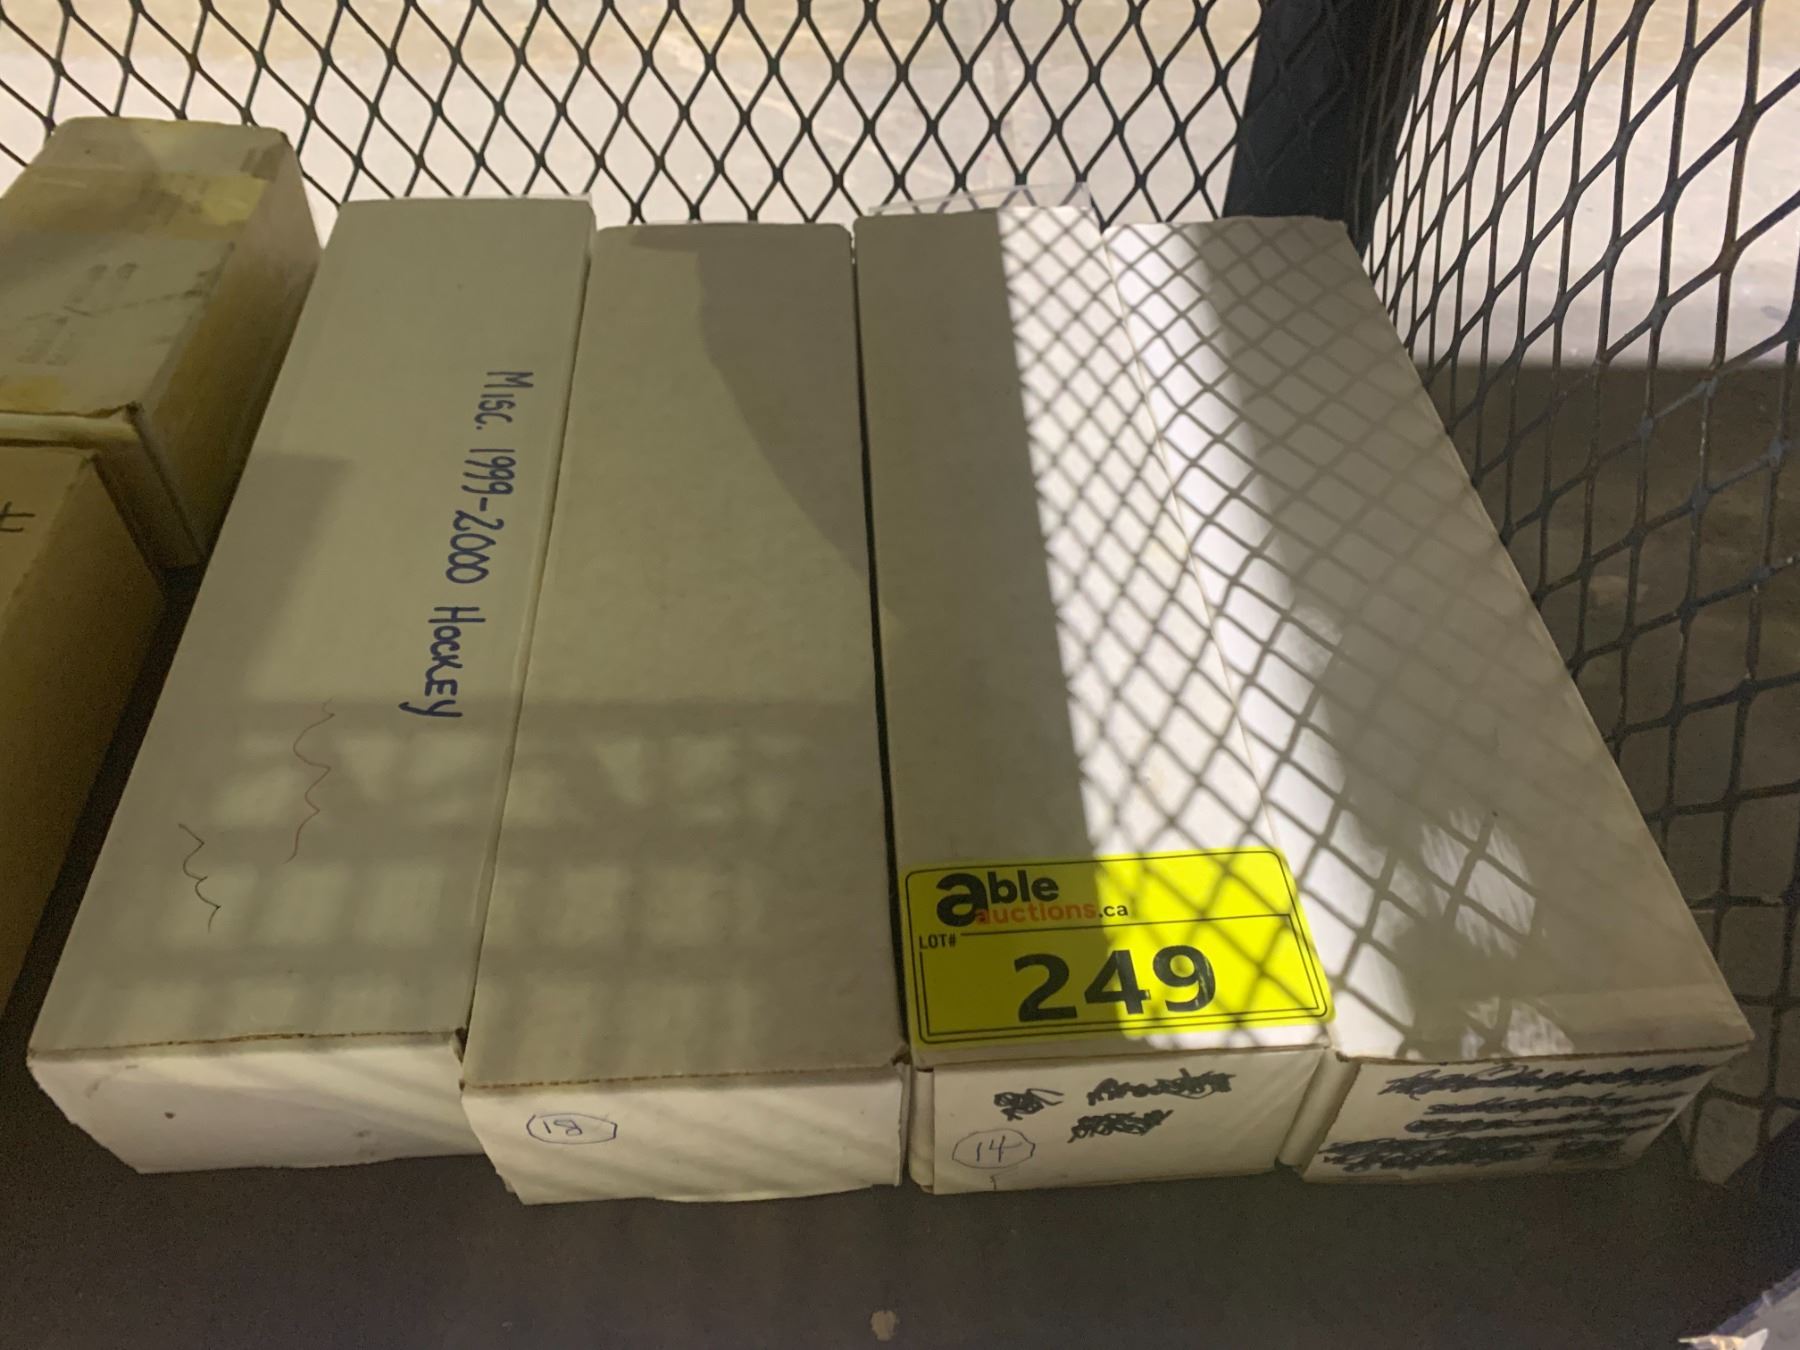 Misc. 1999-2000 Hockey
able
auctions.ca
LOT#
249
18
14